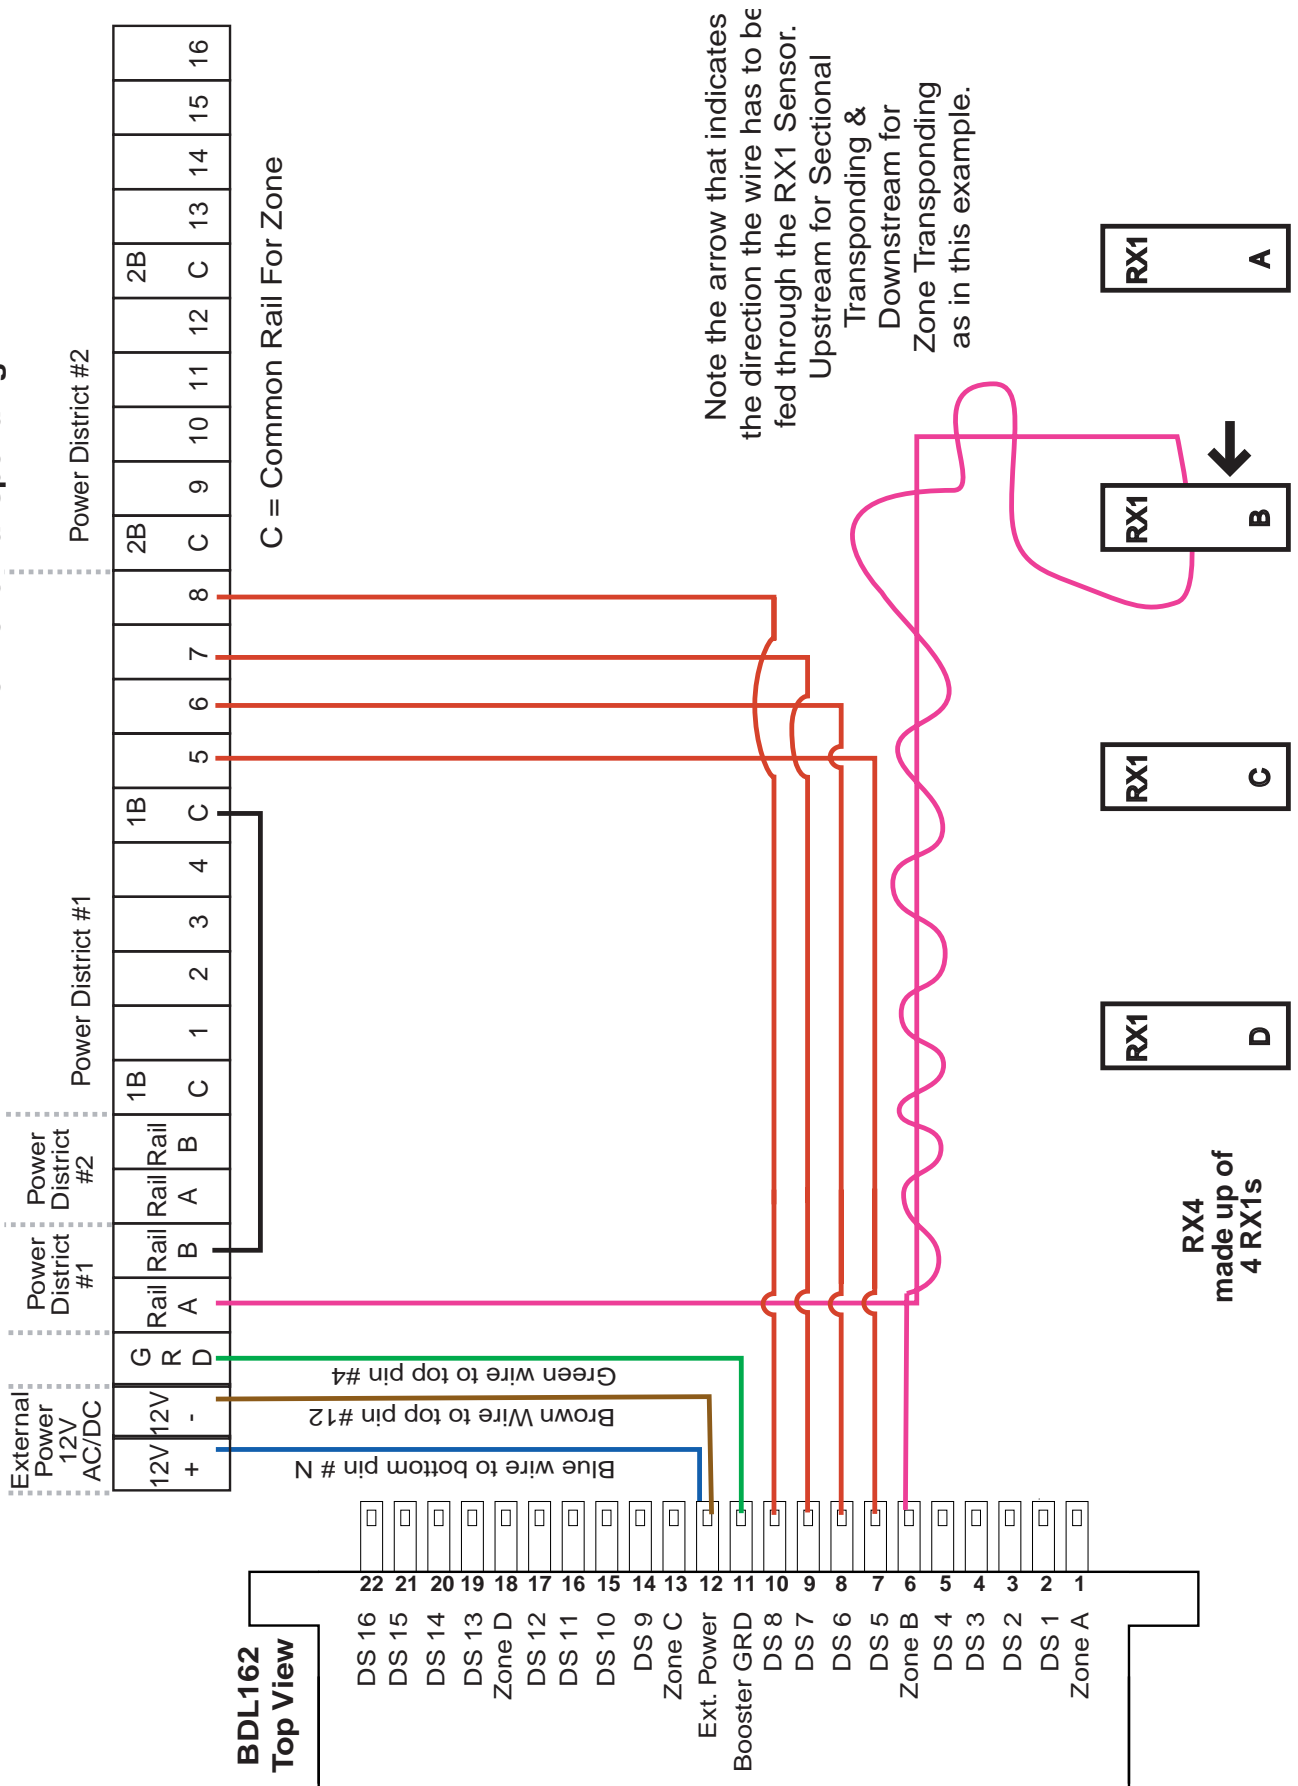 External
Power
12V
AC/DC
Power
District
#1
Power
District
#2
Power District #1
Power District #2
12V
+
12V
-
G
R
D
Rail
A
Rail
B
Rail
A
Rail
B
1B
C
1
2
3
4
1B
C
5
6
7
8
2B
C
9
10
11
12
2B
C
13
14
15
16
C = Common Rail For Zone
Blue wire to bottom pin # N
Brown Wire to top pin #12
Green wire to top pin #4
Note the arrow that indicates
the direction the wire has to be
fed through the RX1 Sensor.
Upstream for Sectional
Transponding &
Downstream for
Zone Transponding
as in this example.
BDL162
Top View
DS 16 22
DS 15 21
DS 14 20
DS 13 19
Zone D 18
DS 12 17
DS 11 16
DS 10 15
DS 9 14
Zone C 13
Ext. Power 12
Booster GRD 11
DS 8 10
DS 7 9
DS 6 8
DS 5 7
Zone B 6
DS 4 5
DS 3 4
DS 2 3
DS 1 2
Zone A 1
RX4
made up of
4 RX1s
RX1
D
RX1
C
RX1
B
RX1
A